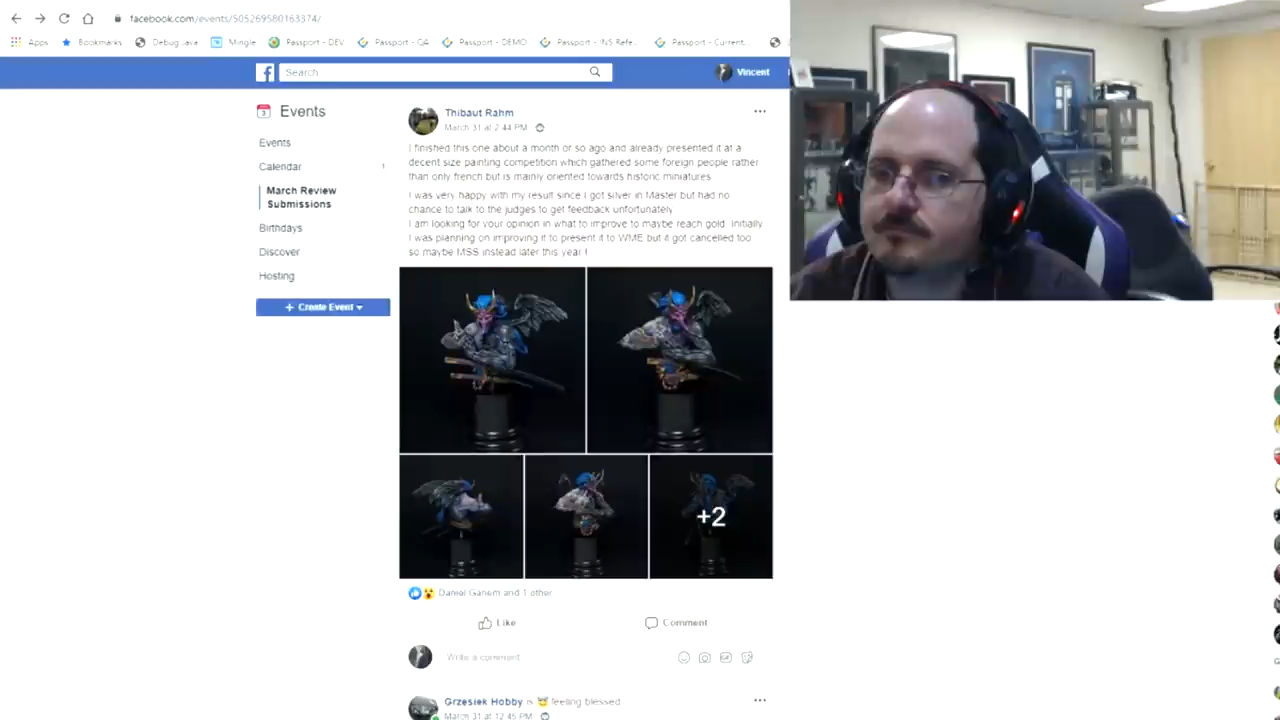 facebook.com/events/505269580163374/
Apps Bookmarks Debug Java Mingle Passport - DEV Passport - QA Passport - DEMO Passport - INS Refe... Passport - Current...
Search Vincent
Events
Events
Calendar 1
March Review
Submissions
Birthdays
Discover
Hosting
+ Create Event
Thibaut Rahm
March 31 at 2:44 PM
I finished this one about a month or so ago and already presented it at a
decent size painting competition which gathered some foreign people rather
than only french but is mainly oriented towards historic miniatures
I was very happy with my result since I got silver in Master but had no
chance to talk to the judges to get feedback unfortunately
I am looking for your opinion in what to improve to maybe reach gold. Initially
I was planning on improving it to present it to WME but it got cancelled too
so maybe MSS instead later this year !
+2
Daniel Ganem and 1 other
Like Comment
Write a comment
Grzesiek Hobby is feeling blessed
March 31 at 12:45 PM